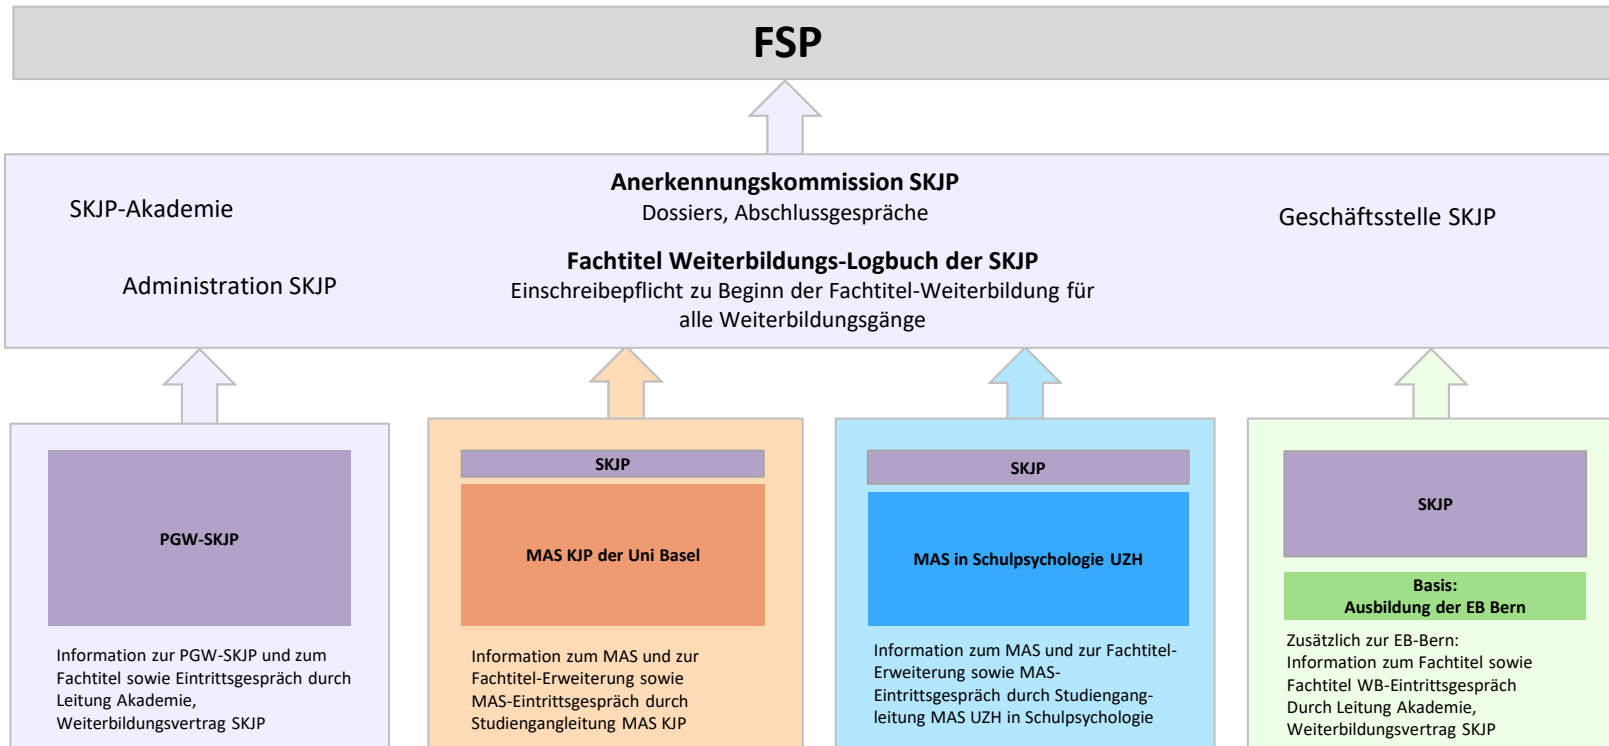 FSP
Anerkennungskommission SKJP
Dossiers, Abschlussgespräche
SKJP-Akademie
Geschäftsstelle SKJP
Fachtitel Weiterbildungs-Logbuch der SKJP
Einschreibepflicht zu Beginn der Fachtitel-Weiterbildung für
alle Weiterbildungsgänge
Administration SKJP
PGW-SKJP
Information zur PGW-SKJP und zum
Fachtitel sowie Eintrittsgespräch durch
Leitung Akademie,
Weiterbildungsvertrag SKJP
SKJP
MAS KJP der Uni Basel
Information zum MAS und zur
Fachtitel-Erweiterung sowie
MAS-Eintrittsgespräch durch
Studiengangleitung MAS KJP
SKJP
MAS in Schulpsychologie UZH
Information zum MAS und zur Fachtitel-
Erweiterung sowie MAS-
Eintrittsgespräch durch Studiengang-
leitung MAS UZH in Schulpsychologie
SKJP
Basis:
Ausbildung der EB Bern
Zusätzlich zur EB-Bern:
Information zum Fachtitel sowie
Fachtitel WB-Eintrittsgespräch
Durch Leitung Akademie,
Weiterbildungsvertrag SKJP